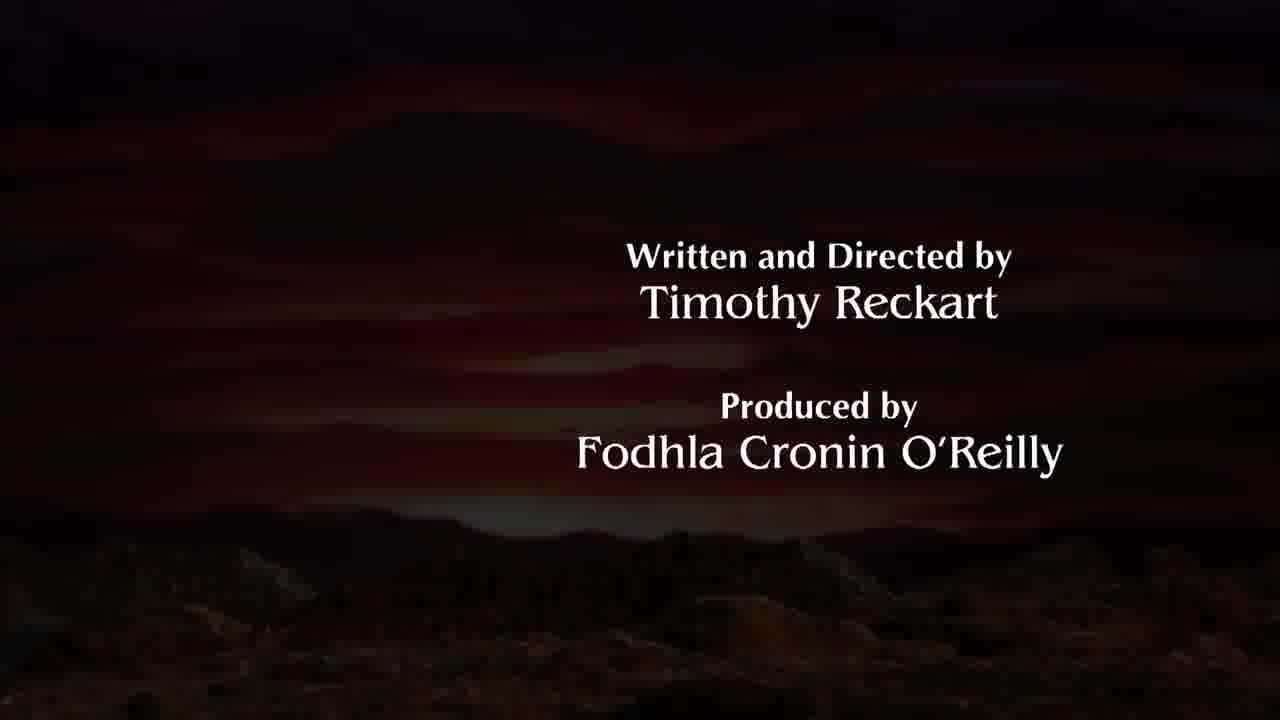 Written and Directed by
Timothy Reckart
Produced by
Fodhla Cronin O'Reilly